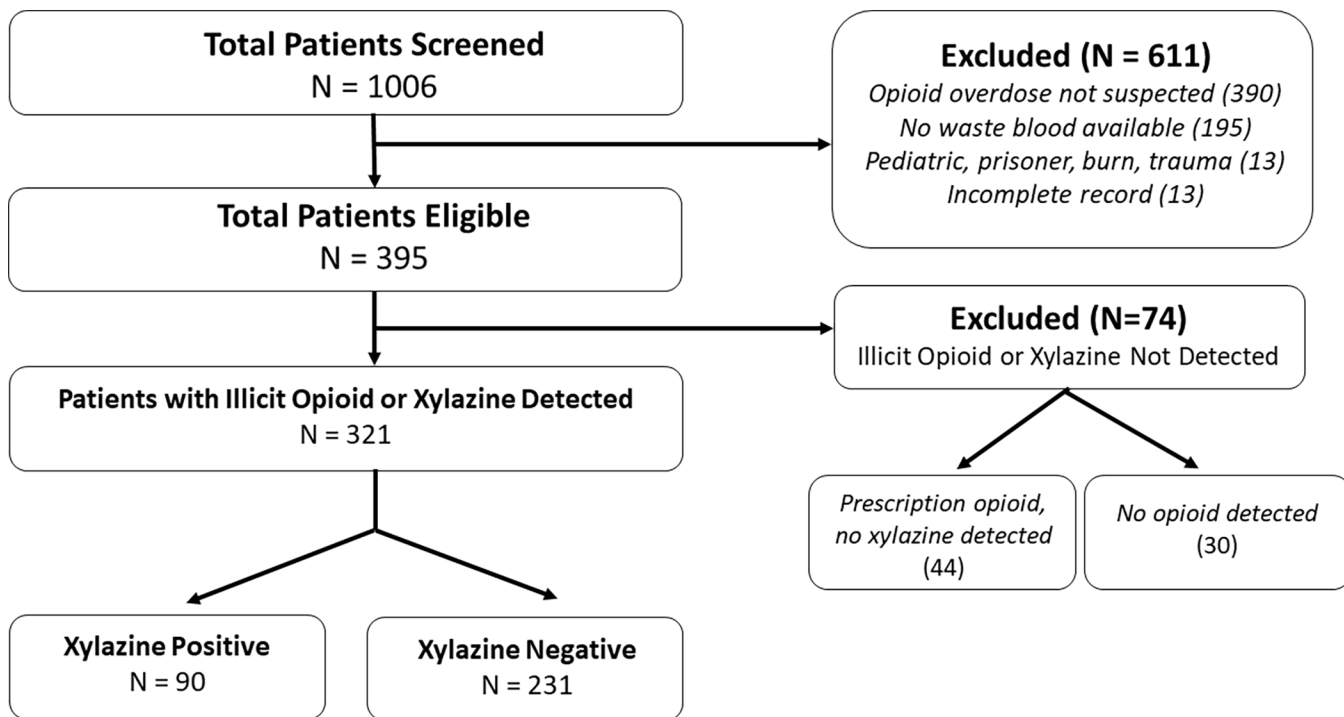 Total Patients Screened
N = 1006
Excluded (N = 611)
Opioid overdose not suspected (390)
No waste blood available (195)
Pediatric, prisoner, burn, trauma (13)
Incomplete record (13)
Total Patients Eligible
N = 395
Excluded (N=74)
Illicit Opioid or Xylazine Not Detected
Patients with Illicit Opioid or Xylazine Detected
N = 321
Prescription opioid,
no xylazine detected
(44)
No opioid detected
(30)
Xylazine Positive
N = 90
Xylazine Negative
N = 231